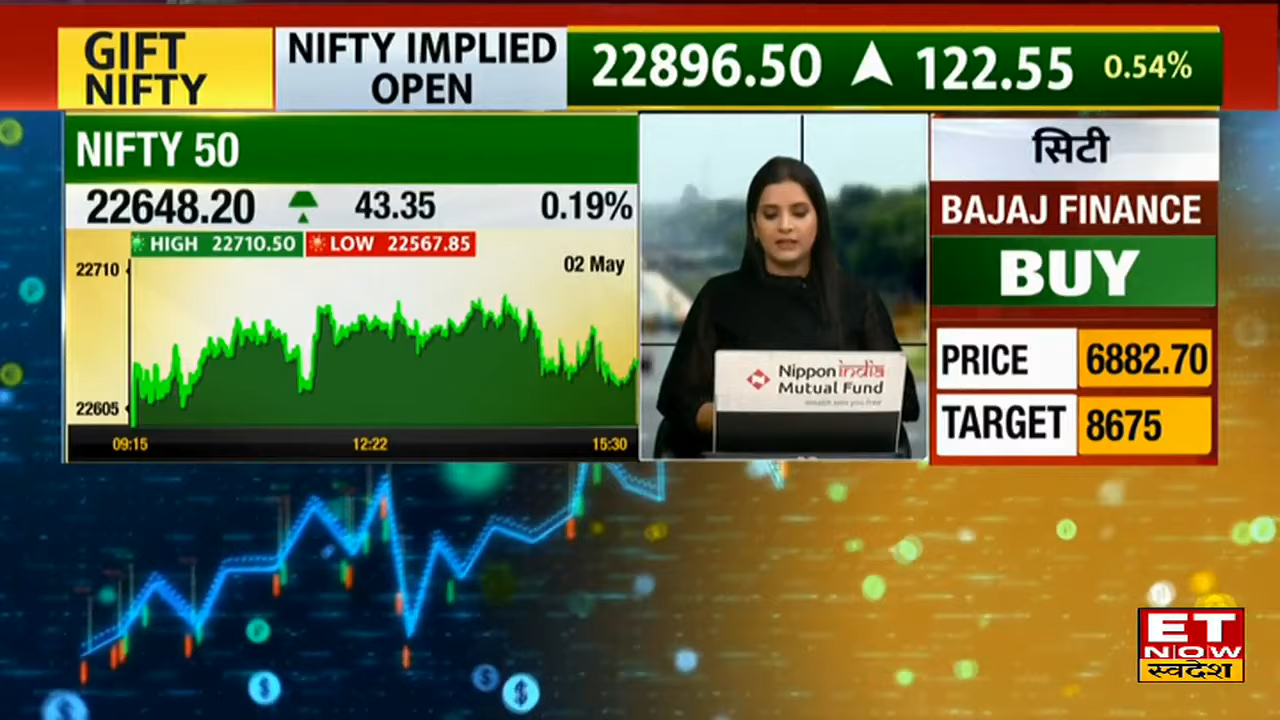 GIFT
NIFTY
NIFTY IMPLIED
OPEN
22896.50 122.55 0.54%
NIFTY 50
22648.20 43.35 0.19%
HIGH 22710.50 LOW 22567.85
02 May
22710
22605
09:15 12:22 15:30
Nippon india
Mutual Fund
सिटी
BAJAJ FINANCE
BUY
PRICE 6882.70
TARGET 8675
ET
NOW
स्वदेश